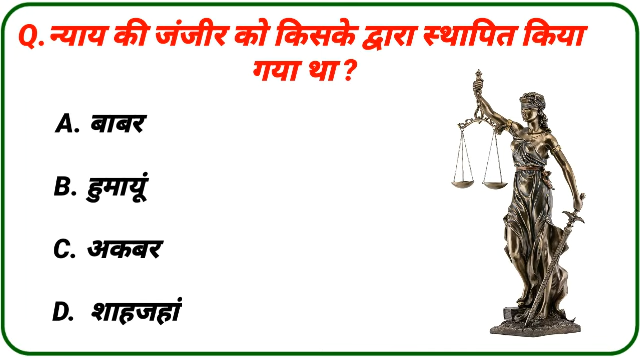 Q. न्याय की जंजीर को किसके द्वारा स्थापित किया
गया था ?
A. बाबर
B. हुमायूं
C. अकबर
D. शाहजहां